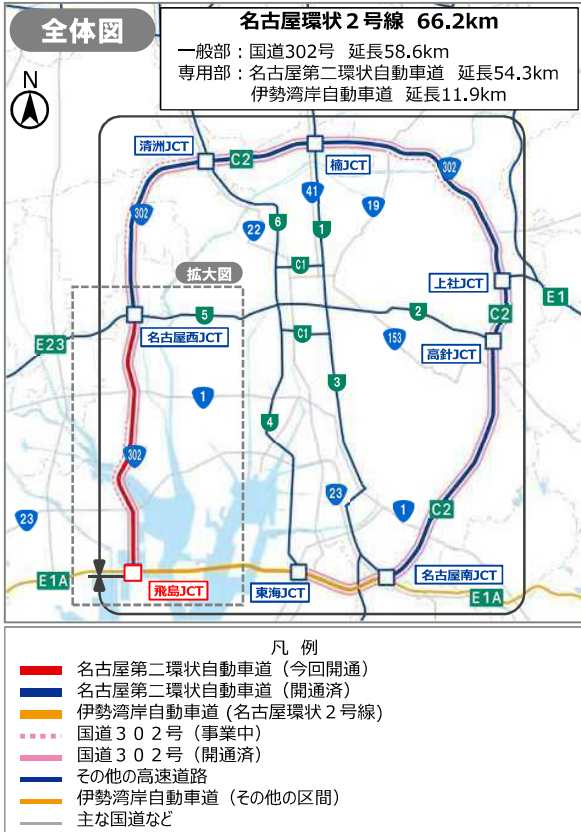 全体図
名古屋環状２号線 66.2km
一般部：国道302号 延長58.6km
専用部：名古屋第二環状自動車道 延長54.3km
伊勢湾岸自動車道 延長11.9km
N
清洲JCT
C2
楠JCT
302
41
19
302
6
22
1
拡大図
C1
上社JCT
E1
名古屋西JCT
5
2
C2
E23
C1
153
高針JCT
1
3
4
302
23
23
1
C2
E1A
飛島JCT
東海JCT
名古屋南JCT
E1A
凡 例
名古屋第二環状自動車道（今回開通）
名古屋第二環状自動車道（開通済）
伊勢湾岸自動車道 (名古屋環状２号線)
国道３０２号（事業中）
国道３０２号（開通済）
その他の高速道路
伊勢湾岸自動車道（その他の区間）
主な国道など